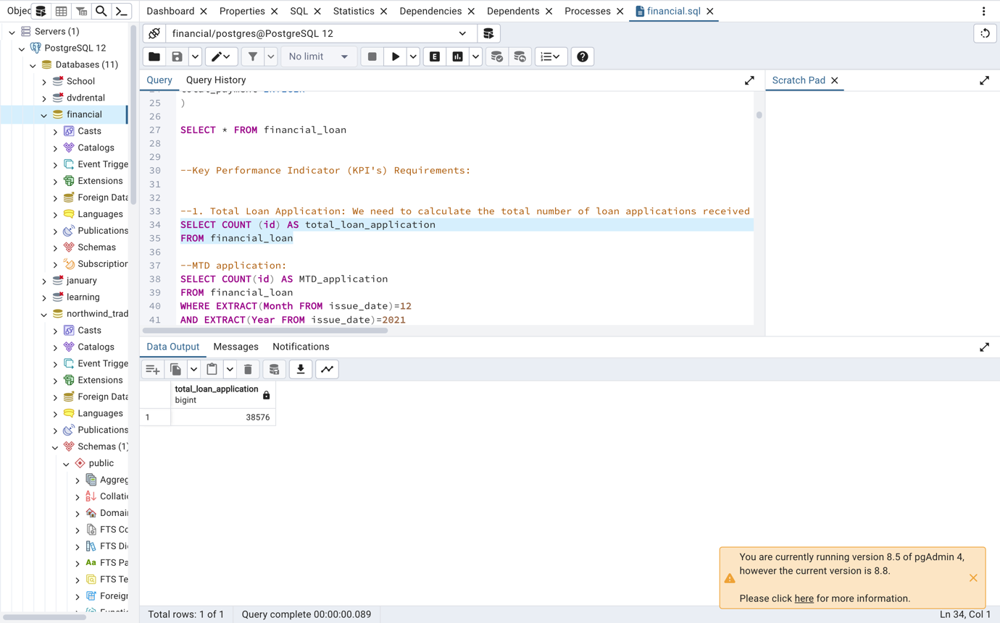 Objec
Dashboard
Properties
SQL
Statistics
Dependencies
Dependents
Processes
financial.sql
Servers (1)
PostgreSQL 12
Databases (11)
School
dvdrental
financial
Casts
Catalogs
Event Trigge
Extensions
Foreign Data
Languages
Publications
Schemas
Subscription
january
learning
northwind_trad
Casts
Catalogs
Event Trigge
Extensions
Foreign Data
Languages
Publications
Schemas (1)
public
Aggreg
Collatic
Domain
FTS Co
FTS Di
Aa FTS Pa
FTS Te
Foreign
financial/postgres@PostgreSQL 12
No limit
E
Query
Query History
Scratch Pad
25 )
26
27 SELECT * FROM financial_loan
28
29
30 --Key Performance Indicator (KPI's) Requirements:
31
32
33 --1. Total Loan Application: We need to calculate the total number of loan applications received
34 SELECT COUNT (id) AS total_loan_application
35 FROM financial_loan
36
37 --MTD application:
38 SELECT COUNT(id) AS MTD_application
39 FROM financial_loan
40 WHERE EXTRACT(Month FROM issue_date)=12
41 AND EXTRACT(Year FROM issue_date)=2021
Data Output
Messages
Notifications
total_loan_application
bigint
1 38576
You are currently running version 8.5 of pgAdmin 4,
however the current version is 8.8.
Please click here for more information.
Total rows: 1 of 1
Query complete 00:00:00.089
Ln 34, Col 1